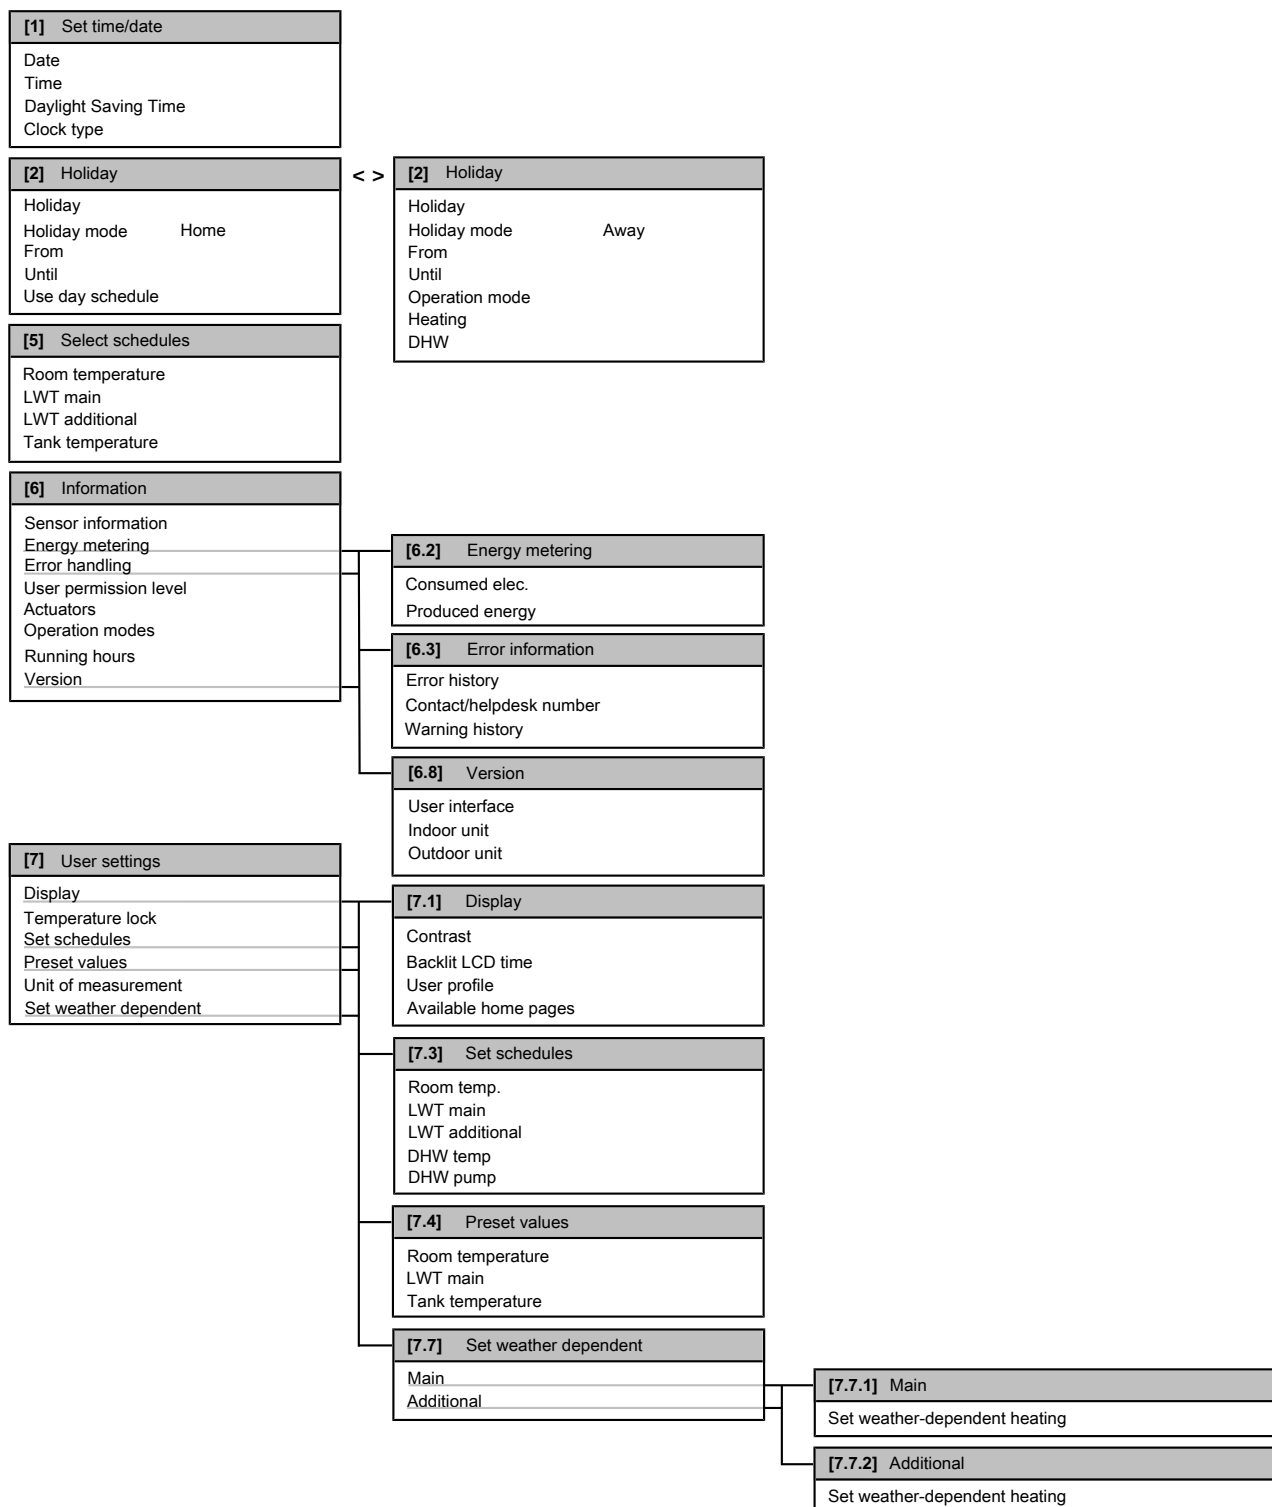 [1] Set time/date
Date
Time
Daylight Saving Time
Clock type
[2] Holiday
Holiday
Holiday mode Home
From
Until
Use day schedule
< >
[2] Holiday
Holiday
Holiday mode Away
From
Until
Operation mode
Heating
DHW
[5] Select schedules
Room temperature
LWT main
LWT additional
Tank temperature
[6] Information
Sensor information
Energy metering
Error handling
User permission level
Actuators
Operation modes
Running hours
Version
[6.2] Energy metering
Consumed elec.
Produced energy
[6.3] Error information
Error history
Contact/helpdesk number
Warning history
[6.8] Version
User interface
Indoor unit
Outdoor unit
[7] User settings
Display
Temperature lock
Set schedules
Preset values
Unit of measurement
Set weather dependent
[7.1] Display
Contrast
Backlit LCD time
User profile
Available home pages
[7.3] Set schedules
Room temp.
LWT main
LWT additional
DHW temp
DHW pump
[7.4] Preset values
Room temperature
LWT main
Tank temperature
[7.7] Set weather dependent
Main
Additional
[7.7.1] Main
Set weather-dependent heating
[7.7.2] Additional
Set weather-dependent heating